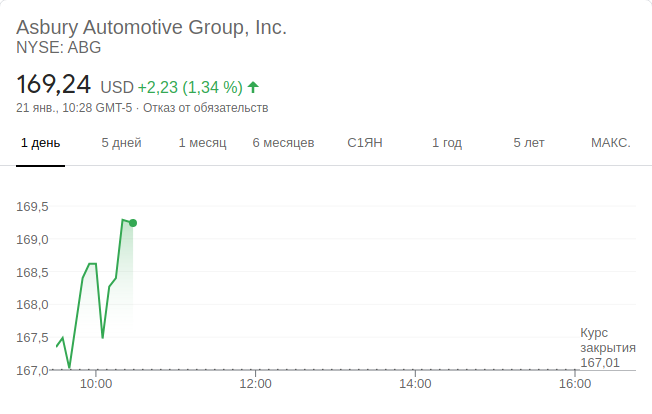 Asbury Automotive Group, Inc.
NYSE: ABG
169,24 USD +2,23 (1,34 %)
21 янв., 10:28 GMT-5 · Отказ от обязательств
1 день 5 дней 1 месяц 6 месяцев С1ЯН 1 год 5 лет МАКС.
169,5
169,0
168,5
168,0
167,5
167,0
Курс
закрытия
167,01
10:00 12:00 14:00 16:00